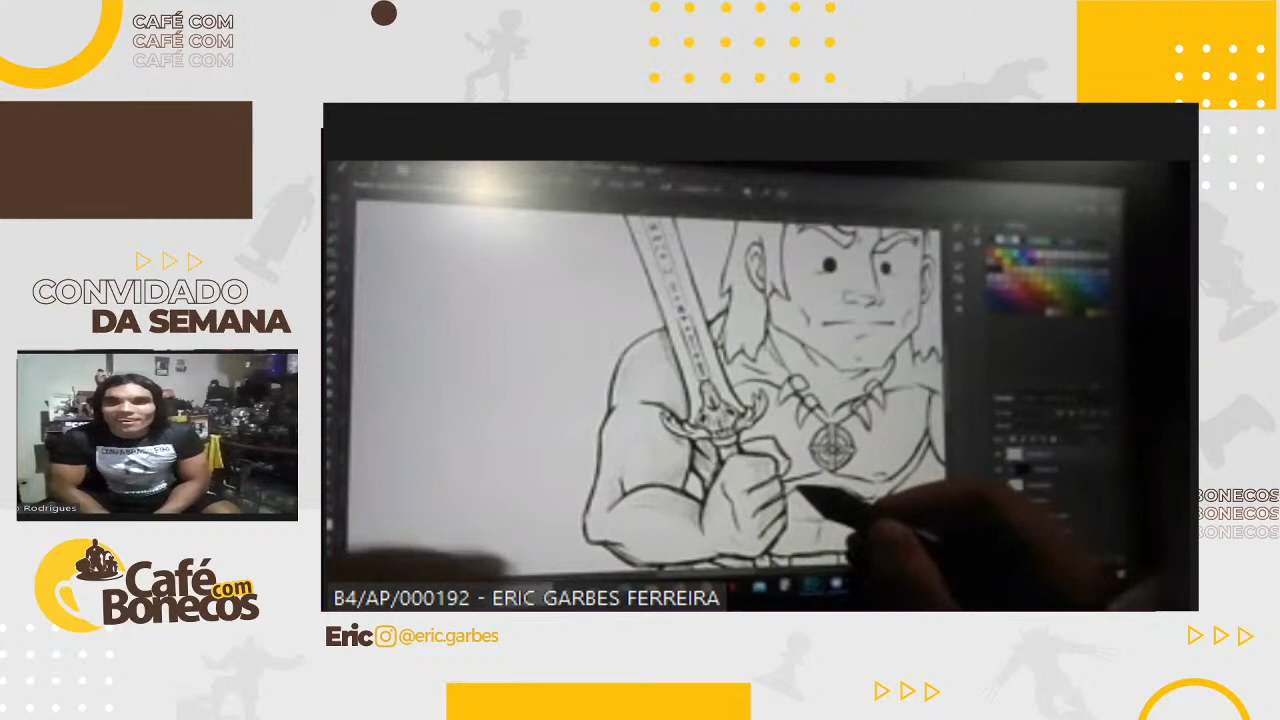 CAFÉ COM
CAFÉ COM
CAFÉ COM
CONVIDADO
DA SEMANA
Rodrigues
Café
com
Bonecos
B4/AP/000192 - ERIC GARBES FERREIRA
Eric @eric.garbes
BONECOS
BONECOS
BONECOS